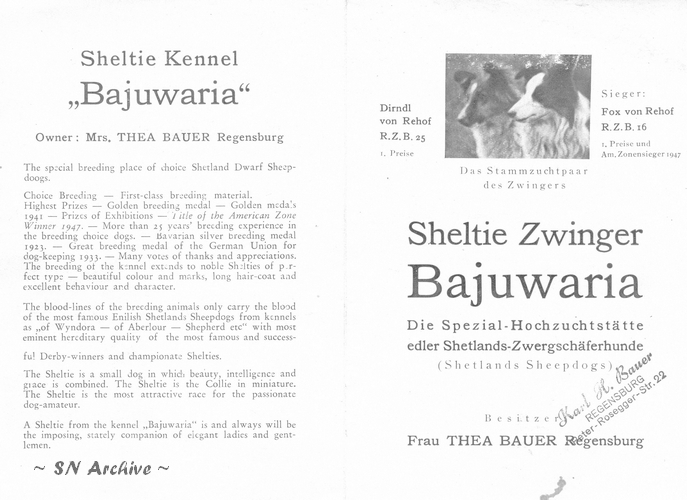 Sheltie Kennel
„Bajuwaria“
Owner: Mrs. THEA BAUER Regensburg
The special breeding place of choice Shetland Dwarf Sheep-
doogs.
Choice Breeding — First-class breeding material.
Highest Prizes — Golden breeding medal — Golden medals
1941 — Prizes of Exhibitions — Title of the American Zone
Winner 1947. — More than 25 years' breeding experience in
the breeding choice dogs. — Bavarian silver breeding medal
1923. — Great breeding medal of the German Union for
dog-keeping 1933. — Many votes of thanks and appreciations.
The breeding of the kennel extends to noble Shelties of per-
fect type — beautiful colour and marks, long hair-coat and
excellent behaviour and character.
The blood-lines of the breeding animals only carry the blood
of the most famous Enilish Shetlands Sheepdogs from kennels
as „of Wyndora — of Aberlour — Shepherd etc“ with most
eminent hereditary quality of the most famous and success-
ful Derby-winners and championate Shelties.
The Sheltie is a small dog in which beauty, intelligence and
grace is combined. The Sheltie is the Collie in miniature.
The Sheltie is the most attractive race for the passionate
dog-amateur.
A Sheltie from the kennel „Bajuwaria“ is and always will be
the imposing, stately companion of elegant ladies and gent-
lemen.
~ SN Archive ~
Dirndl
von Rehof
R.Z.B. 25
1. Preise
Sieger:
Fox von Rehof
R.Z.B. 16
1. Preise und
Am. Zonensieger 1947
Das Stammzuchtpaar
des Zwingers
Sheltie Zwinger
Bajuwaria
Die Spezial-Hochzuchtstätte
edler Shetlands-Zwergschäferhunde
(Shetlands Sheepdogs)
Besitzer
Frau THEA BAUER Regensburg
Karl H. Bauer
REGENSBURG
Peter-Rosegger-Str. 22